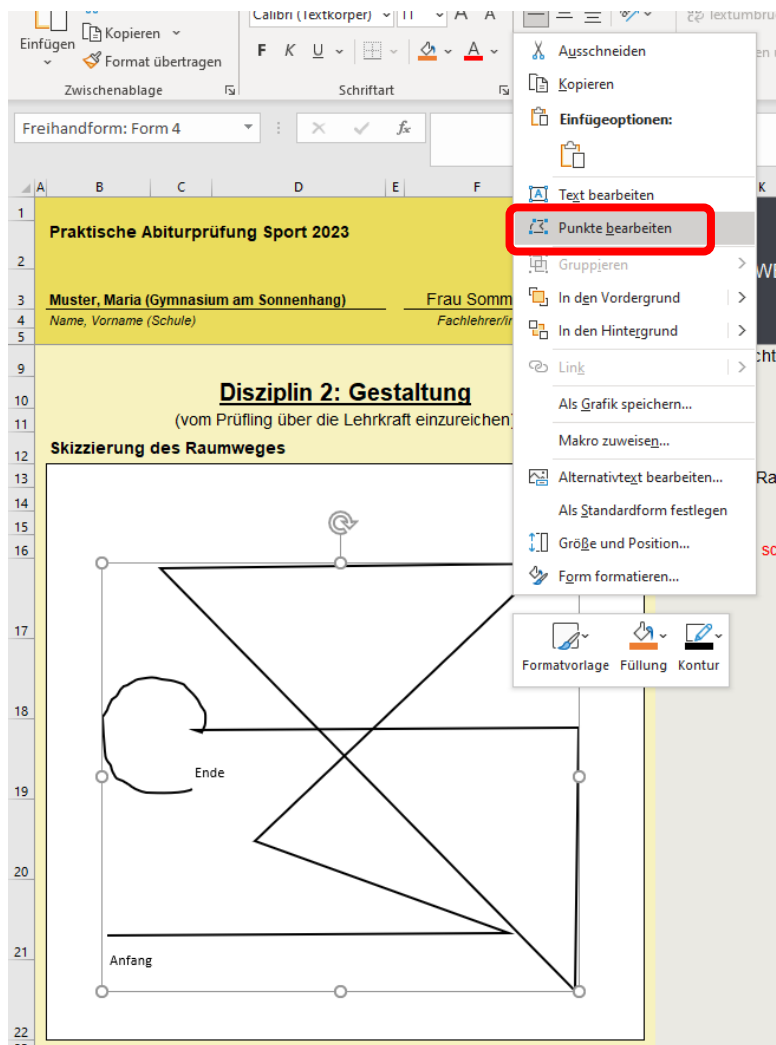 Calibri (Textkörper) 11 A A
Einfügen Kopieren
Format übertragen
F K U A
Zwischenablage Schriftart
Freihandform: Form 4 fx
A B C D E F K
1
2
3
4
5
9
10
11
12
13
14
15
16
17
18
19
20
21
22
Praktische Abiturprüfung Sport 2023
Muster, Maria (Gymnasium am Sonnenhang) Frau Somm
Name, Vorname (Schule) Fachlehrer/in
Disziplin 2: Gestaltung
(vom Prüfling über die Lehrkraft einzureichen)
Skizzierung des Raumweges
Ende
Anfang
Ausschneiden
Kopieren
Einfügeoptionen:
Text bearbeiten
Punkte bearbeiten
Gruppieren
In den Vordergrund
In den Hintergrund
Link
Als Grafik speichern...
Makro zuweisen...
Alternativtext bearbeiten...
Als Standardform festlegen
Größe und Position...
Form formatieren...
Formatvorlage Füllung Kontur